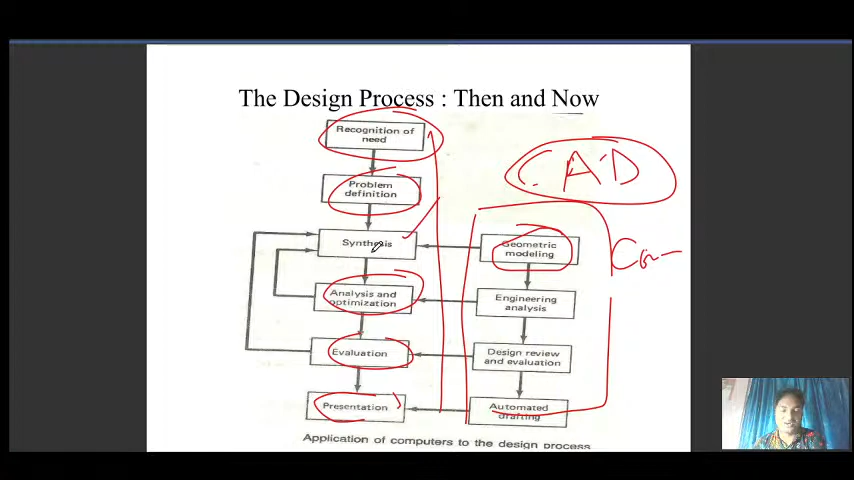 The Design Process : Then and Now
Recognition of
need
Problem
definition
CAD
Synthesis
Geometric
modeling
Analysis and
optimization
Engineering
analysis
Evaluation
Design review
and evaluation
Presentation
Automated
drafting
Application of computers to the design process